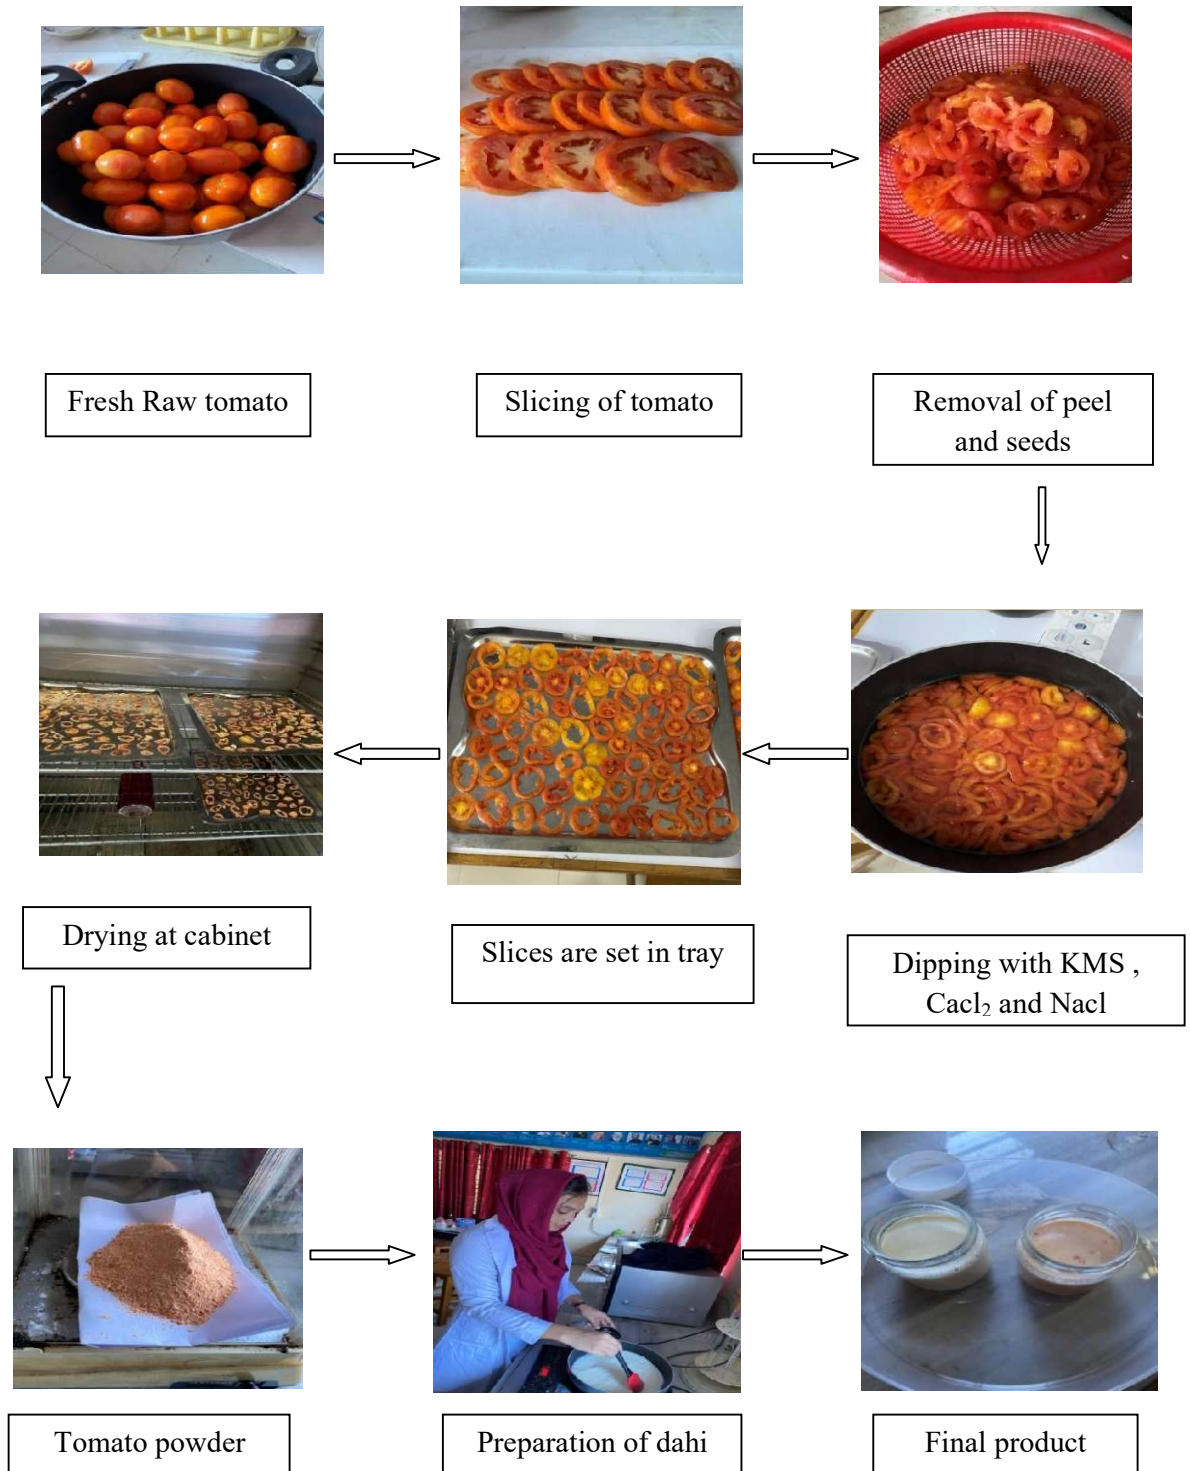 Fresh Raw tomato
Slicing of tomato
Removal of peel
and seeds
Dipping with KMS ,
Cacl₂ and Nacl
Slices are set in tray
Drying at cabinet
Tomato powder
Preparation of dahi
Final product